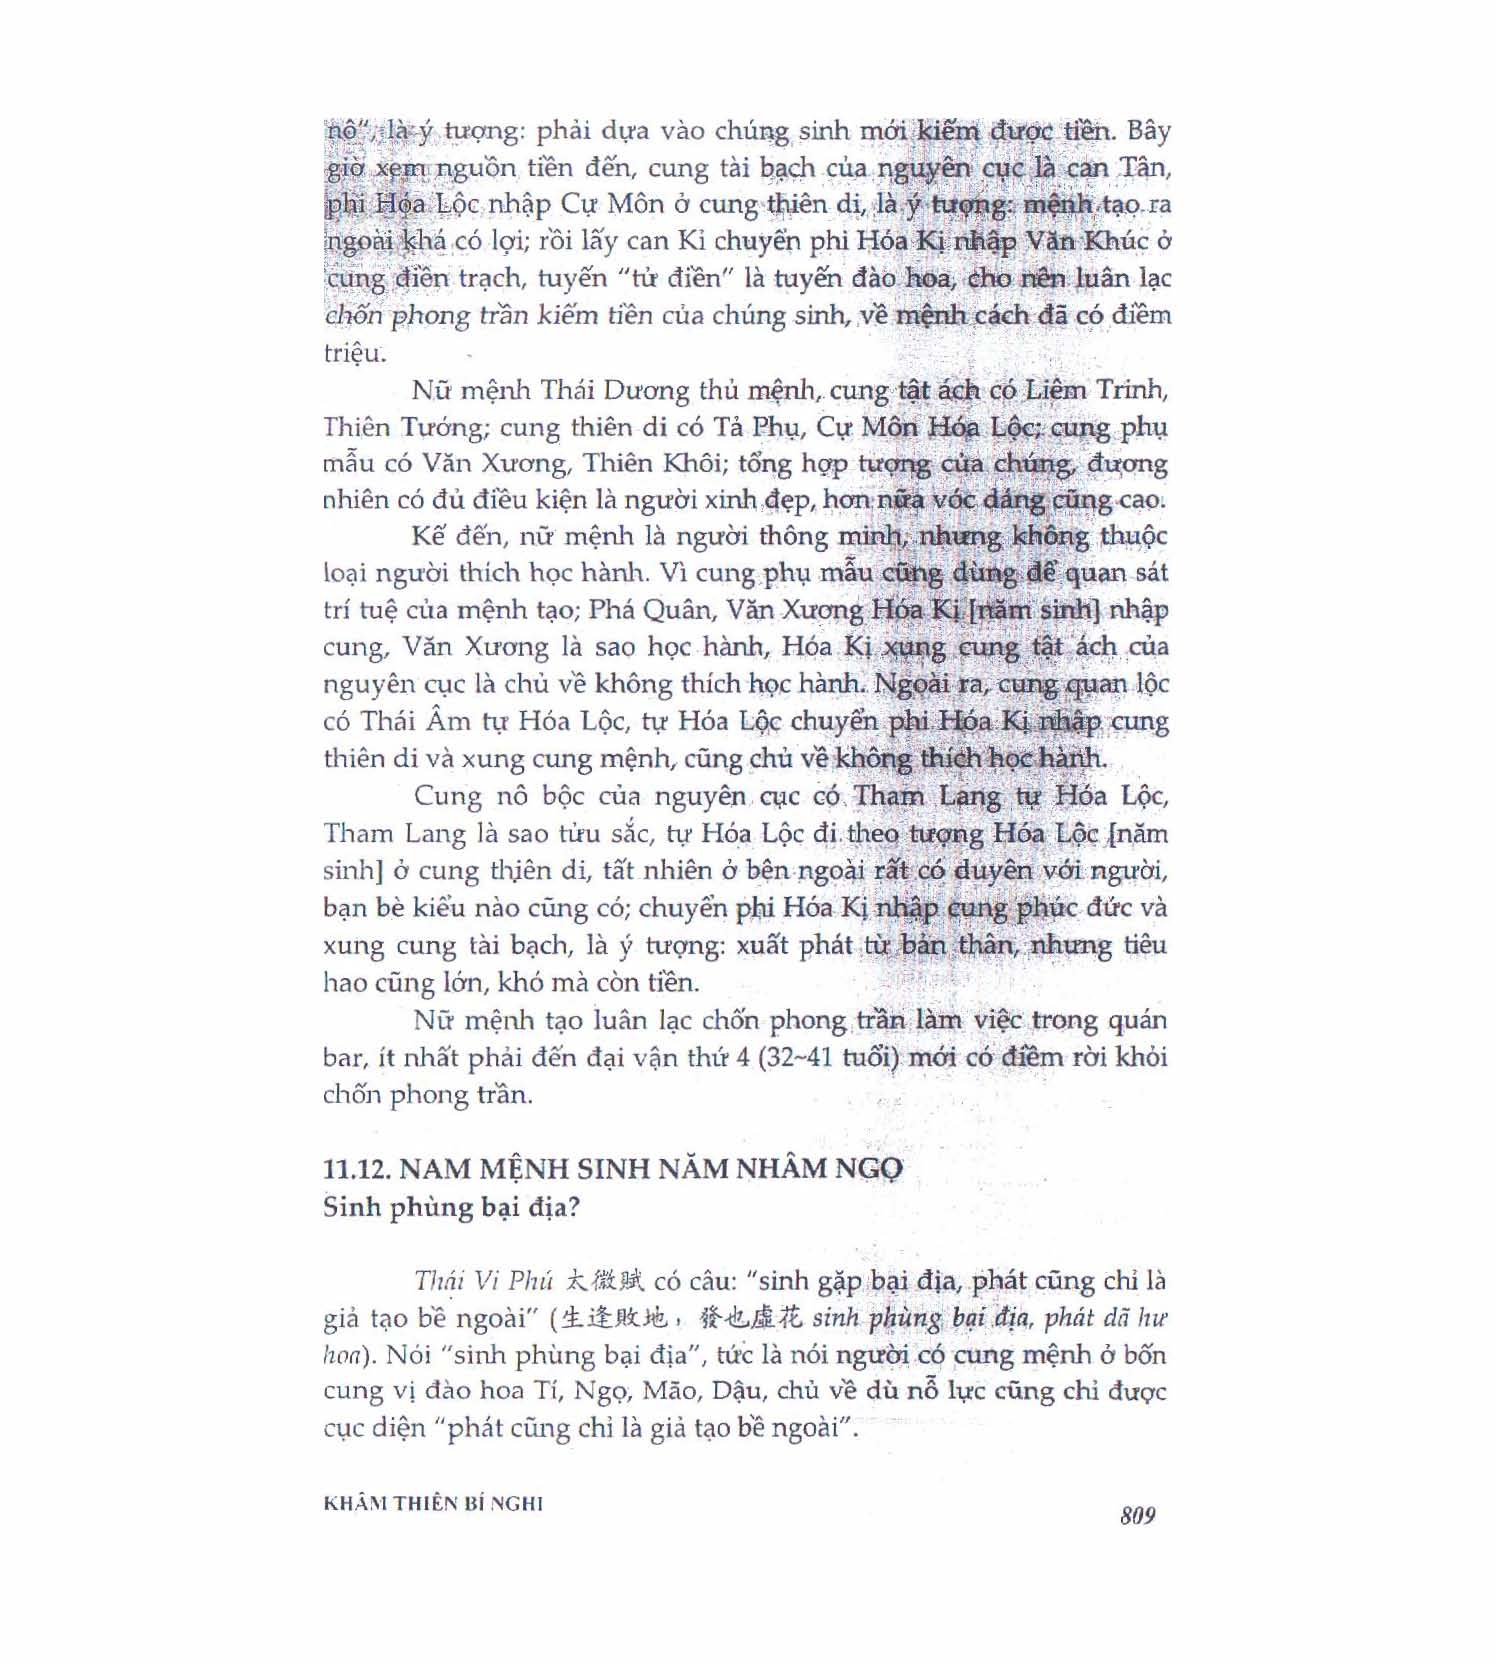 nô”, là ý tượng: phải dựa vào chúng sinh mới kiếm được tiền. Bây
giờ xem nguồn tiền đến, cung tài bạch của nguyên cục là can Tân,
phi Hóa Lộc nhập Cự Môn ở cung thiên di, là ý tượng: mệnh tạo ra
ngoài khá có lợi; rồi lấy can Kỉ chuyển phi Hóa Kị nhập Văn Khúc ở
cung điền trạch, tuyến “tử điền” là tuyến đào hoa, cho nên luân lạc
chốn phong trần kiếm tiền của chúng sinh, về mệnh cách đã có điềm
triệu.
Nữ mệnh Thái Dương thủ mệnh, cung tật ách có Liêm Trinh,
Thiên Tướng; cung thiên di có Tả Phụ, Cự Môn Hóa Lộc; cung phụ
mẫu có Văn Xương, Thiên Khôi; tổng hợp tượng của chúng, đương
nhiên có đủ điều kiện là người xinh đẹp, hơn nữa vóc dáng cũng cao.
Kế đến, nữ mệnh là người thông minh, nhưng không thuộc
loại người thích học hành. Vì cung phụ mẫu cũng dùng để quan sát
trí tuệ của mệnh tạo; Phá Quân, Văn Xương Hóa Kị [năm sinh] nhập
cung, Văn Xương là sao học hành, Hóa Kị xung cung tật ách của
nguyên cục là chủ về không thích học hành. Ngoài ra, cung quan lộc
có Thái Âm tự Hóa Lộc, tự Hóa Lộc chuyển phi Hóa Kị nhập cung
thiên di và xung cung mệnh, cũng chủ về không thích học hành.
Cung nô bộc của nguyên cục có Tham Lang tự Hóa Lộc,
Tham Lang là sao tửu sắc, tự Hóa Lộc đi theo tượng Hóa Lộc [năm
sinh] ở cung thiên di, tất nhiên ở bên ngoài rất có duyên với người,
bạn bè kiểu nào cũng có; chuyển phi Hóa Kị nhập cung phúc đức và
xung cung tài bạch, là ý tượng: xuất phát từ bản thân, nhưng tiêu
hao cũng lớn, khó mà còn tiền.
Nữ mệnh tạo luân lạc chốn phong trần làm việc trong quán
bar, ít nhất phải đến đại vận thứ 4 (32~41 tuổi) mới có điềm rời khỏi
chốn phong trần.
11.12. NAM MỆNH SINH NĂM NHÂM NGỌ
Sinh phùng bại địa?
Thái Vi Phú 太微賦 có câu: “sinh gặp bại địa, phát cũng chỉ là
giả tạo bề ngoài” (生逢敗地，發也虛花 sinh phùng bại địa, phát dã hư
hoa). Nói “sinh phùng bại địa”, tức là nói người có cung mệnh ở bốn
cung vị đào hoa Tí, Ngọ, Mão, Dậu, chủ về dù nỗ lực cũng chỉ được
cục diện “phát cũng chỉ là giả tạo bề ngoài”.
KHÂM THIÊN BÍ NGHI
809